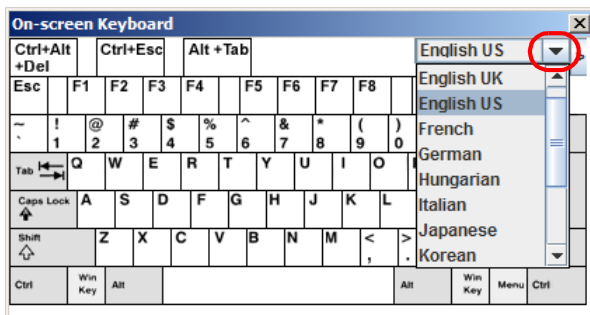 On-screen Keyboard
Ctrl+Alt
+Del
Ctrl+Esc
Alt +Tab
English US
>
Esc F1 F2 F3 F4 F5 F6 F7 F8
English UK
English US
French
German
Hungarian
Italian
Japanese
Korean
~ ! @ # $ % ^ & * ( )
` 1 2 3 4 5 6 7 8 9 0
Tab Q W E R T Y U I O
Caps Lock A S D F G H J K L
Shift Z X C V B N M < >
, .
Ctrl Win Key Alt Alt Win Key Menu Ctrl